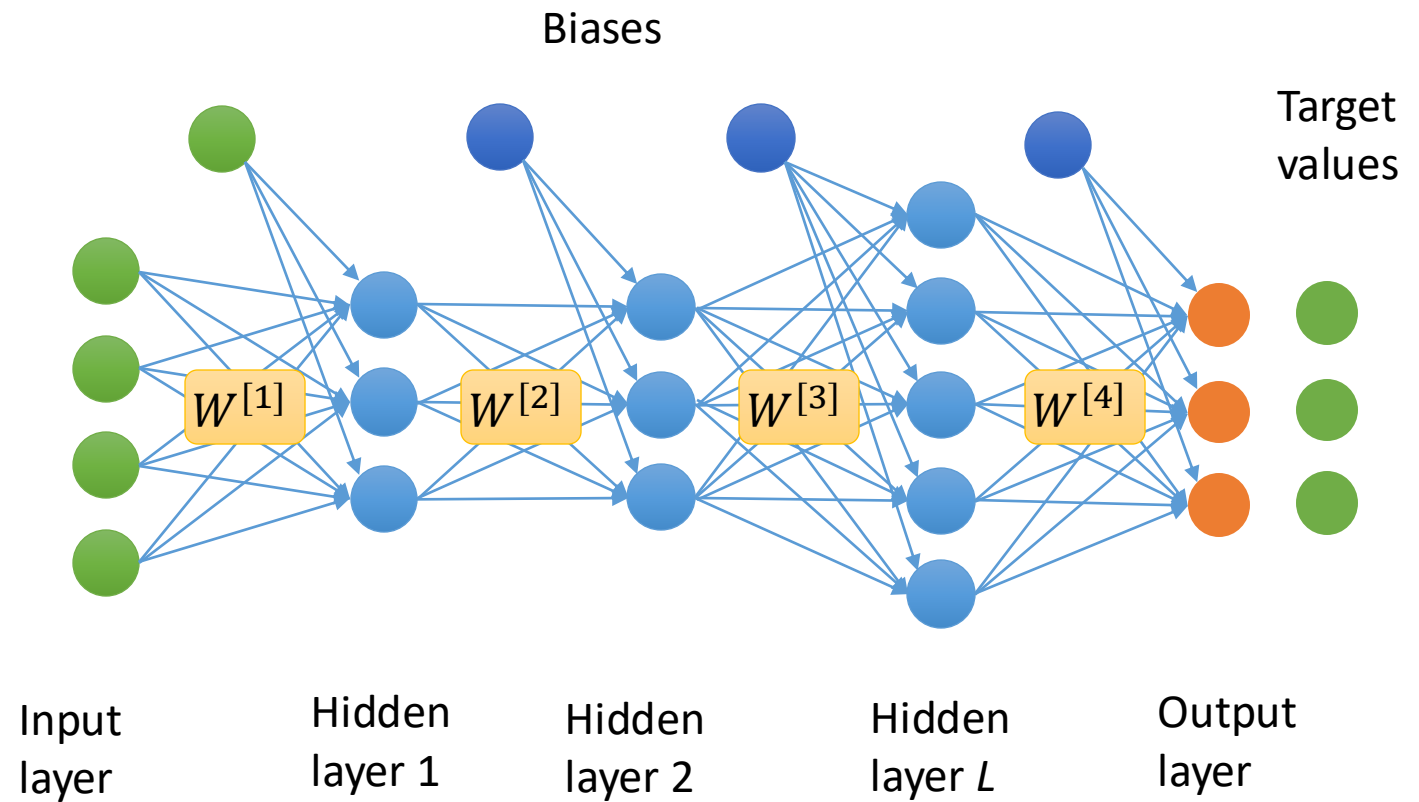 Biases
Target
values
W^[1]
W^[2]
W^[3]
W^[4]
Input
layer
Hidden
layer 1
Hidden
layer 2
Hidden
layer L
Output
layer